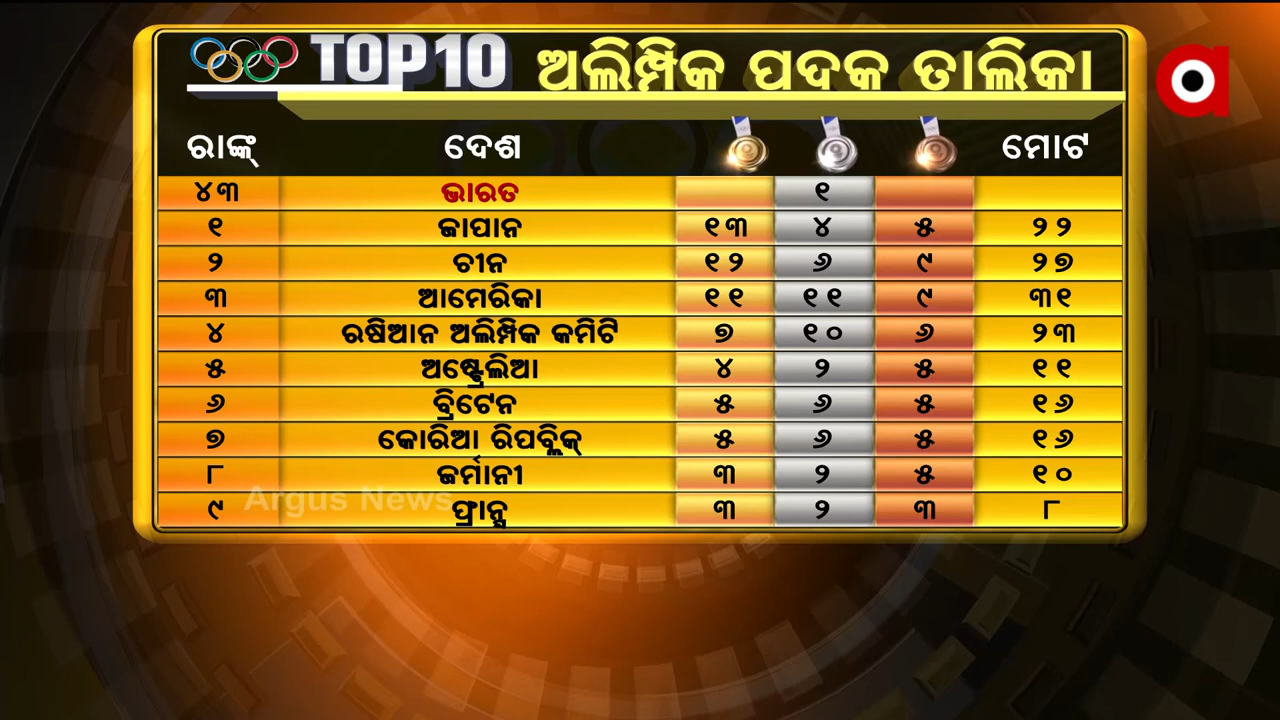 TOP10 ଅଲିମ୍ପିକ ପଦକ ତାଲିକା
ରାଙ୍କ୍ ଦେଶ ମୋଟ
୪୩ ଭାରତ ୧
୧ ଜାପାନ ୧୩ ୪ ୫ ୨୨
୨ ଚୀନ ୧୨ ୬ ୯ ୨୭
୩ ଆମେରିକା ୧୧ ୧୧ ୯ ୩୧
୪ ଋଷିଆନ ଅଲିମ୍ପିକ କମିଟି ୭ ୧୦ ୬ ୨୩
୫ ଅଷ୍ଟ୍ରେଲିଆ ୪ ୨ ୫ ୧୧
୬ ବ୍ରିଟେନ ୫ ୬ ୫ ୧୬
୭ କୋରିଆ ରିପବ୍ଲିକ୍ ୫ ୬ ୫ ୧୬
୮ ଜର୍ମାନୀ ୩ ୨ ୫ ୧୦
୯ ଫ୍ରାନ୍ସ ୩ ୨ ୩ ୮
Argus News